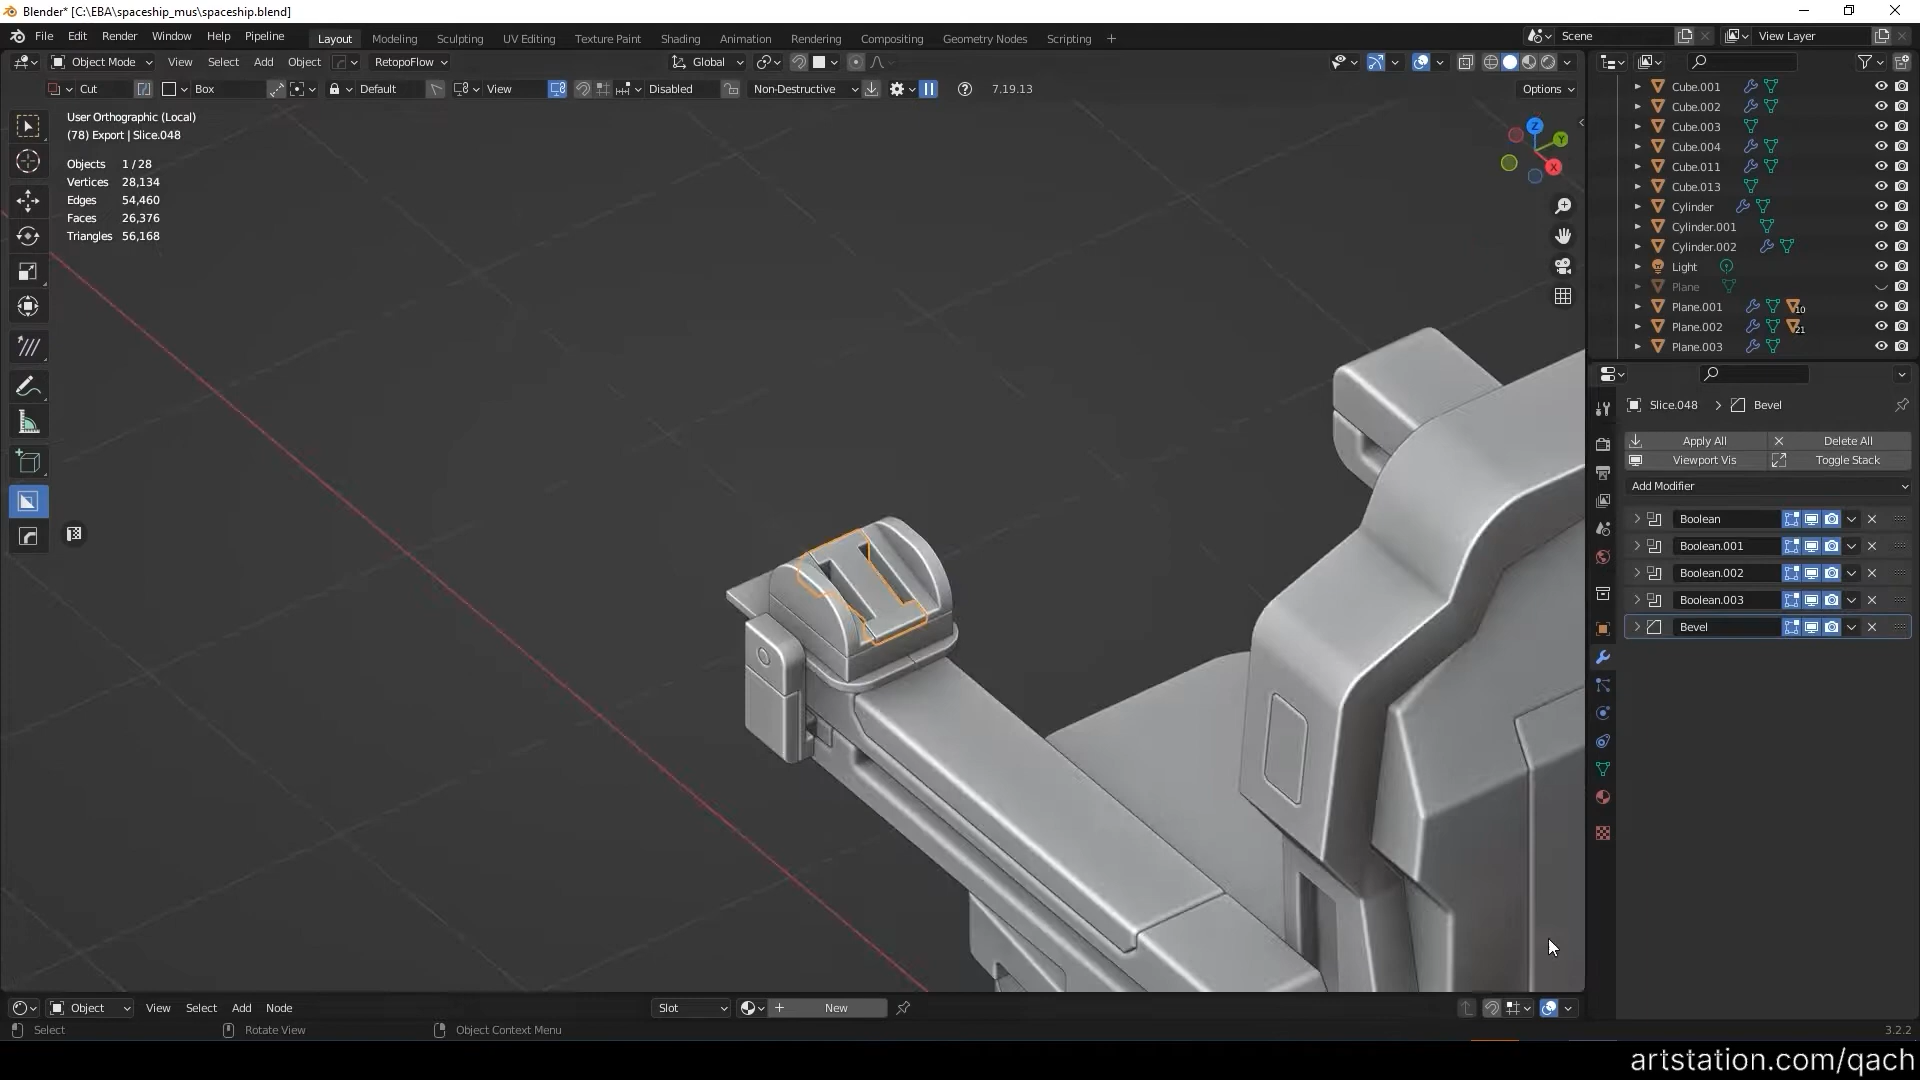 Blender* [C:\EBA\spaceship_mus\spaceship.blend]
File Edit Render Window Help Pipeline
Layout Modeling Sculpting UV Editing Texture Paint Shading Animation Rendering Compositing Geometry Nodes Scripting +
Scene
View Layer
Object Mode View Select Add Object RetopoFlow Global
Cut Box Default View Disabled Non-Destructive 7.19.13 Options
User Orthographic (Local)
(78) Export | Slice.048
Objects 1 / 28
Vertices 28,134
Edges 54,460
Faces 26,376
Triangles 56,168
Z
Y
X
Cube.001
Cube.002
Cube.003
Cube.004
Cube.011
Cube.013
Cylinder
Cylinder.001
Cylinder.002
Light
Plane
Plane.001 10
Plane.002 21
Plane.003
Slice.048 > Bevel
Apply All Delete All
Viewport Vis Toggle Stack
Add Modifier
Boolean
Boolean.001
Boolean.002
Boolean.003
Bevel
Object View Select Add Node Slot New
Select Rotate View Object Context Menu 3.2.2
artstation.com/qach